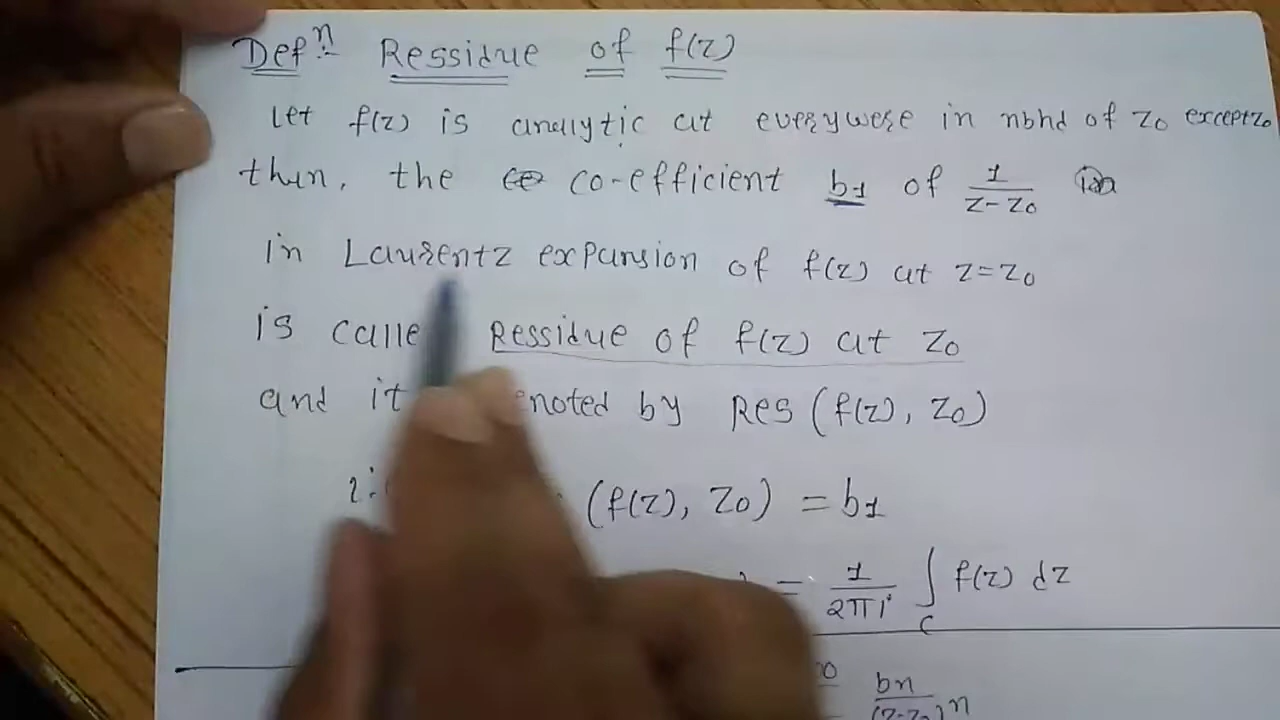 Defⁿ Ressidue of f(z)
Let f(z) is analytic at everywere in nbhd of z0 except z0
then, the co-efficient b1 of 1/(z-z0)
in Laurentz expansion of f(z) at z=z0
is calle Ressidue of f(z) at z0
and it enoted by Res (f(z), z0)
(f(z), z0) = b1
= 1/2πi ∫c f(z) dz
bn/(z-z0)^n